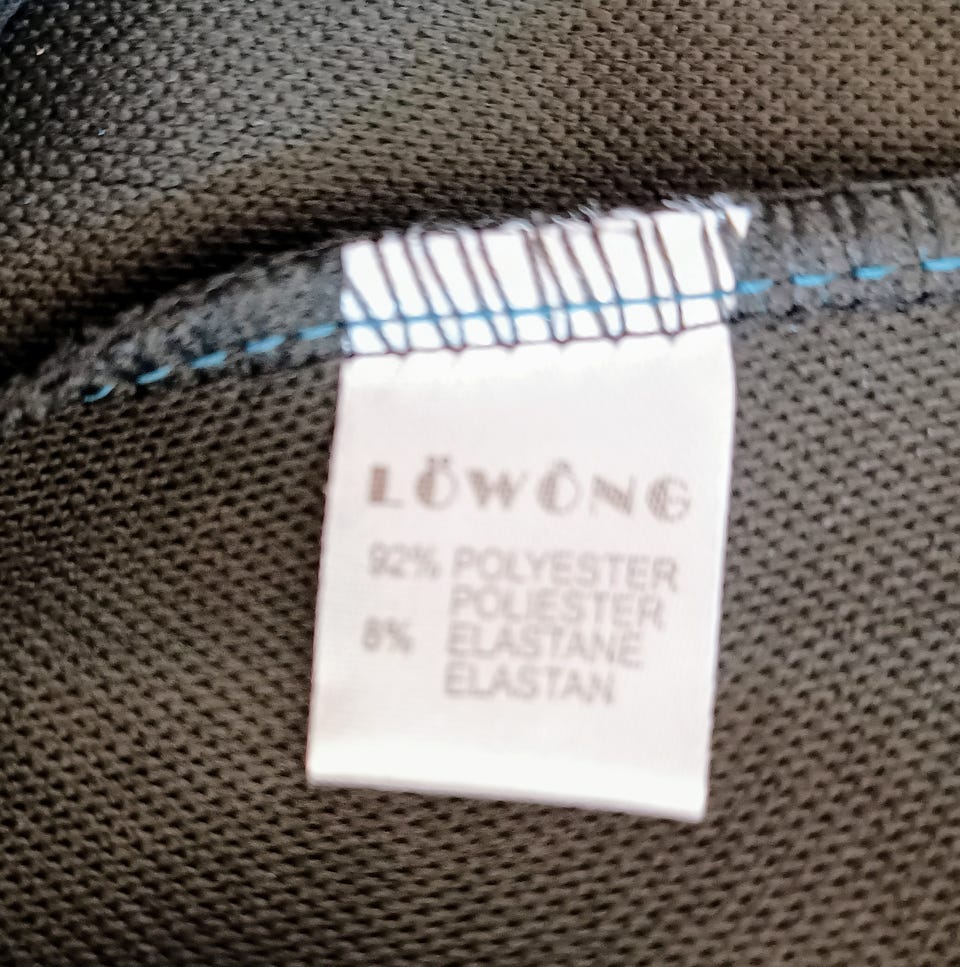 LÖWÔNG
92% POLYESTER
POLIESTER
8% ELASTANE
ELASTAN